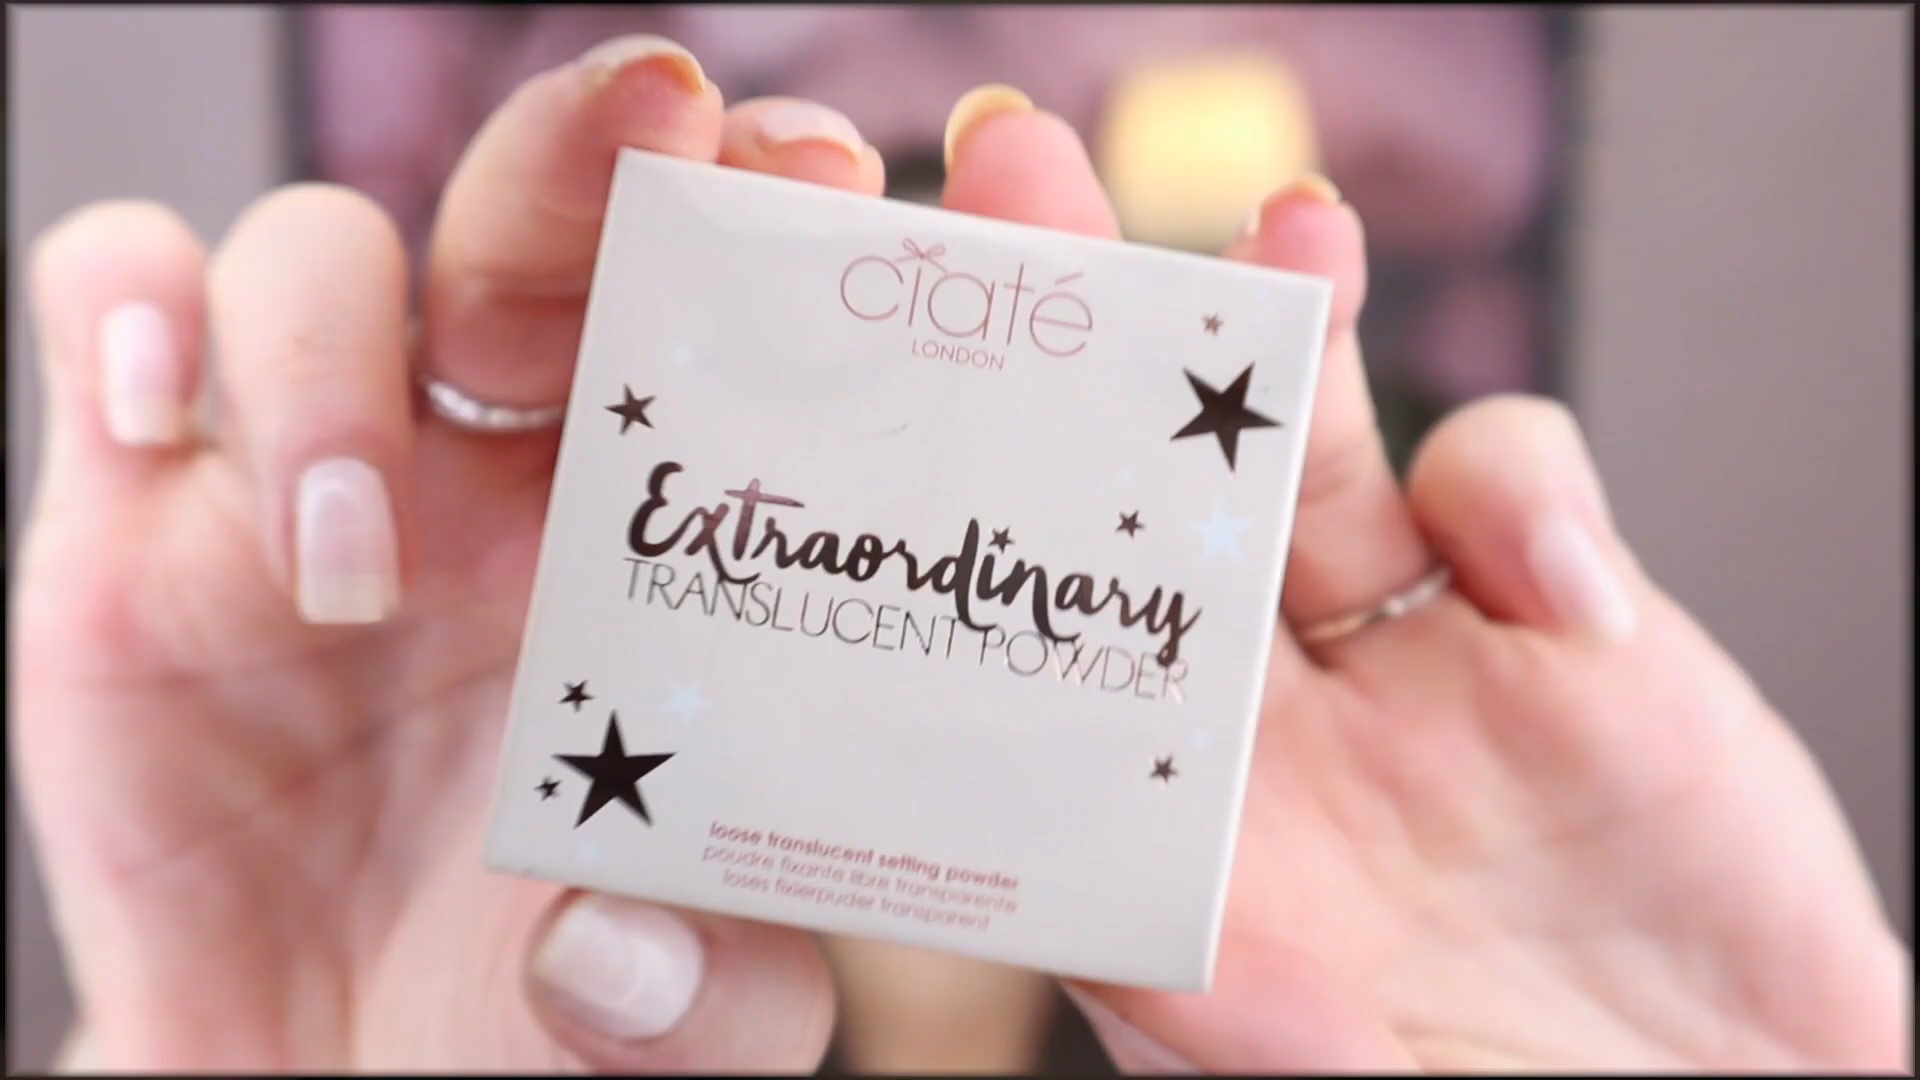 ciaté
LONDON
Extraordinary
TRANSLUCENT POWDER
loose translucent setting powder
poudre fixante libre transparente
loses fixierpuder transparent